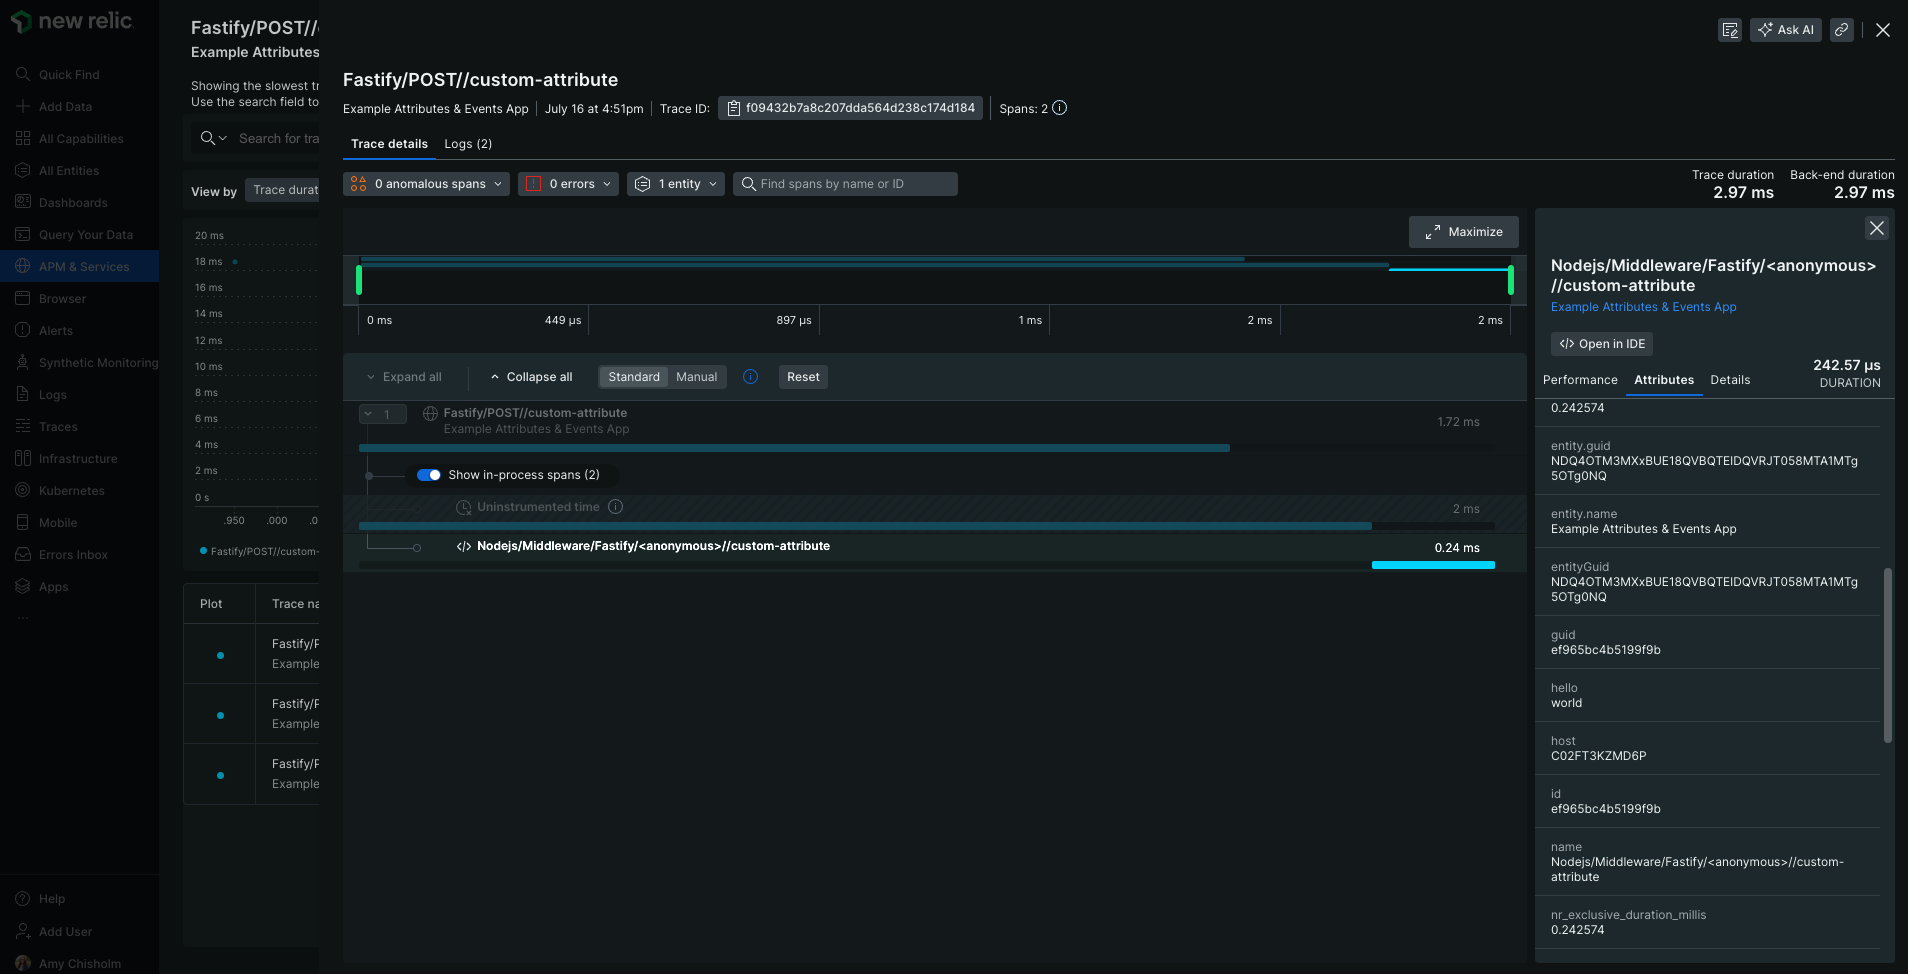 new relic.
Quick Find
Add Data
All Capabilities
All Entities
Dashboards
Query Your Data
APM & Services
Browser
Alerts
Synthetic Monitoring
Logs
Traces
Infrastructure
Kubernetes
Mobile
Errors Inbox
Apps
...
Help
Add User
Amy Chisholm
Fastify/POST//
Example Attributes
Showing the slowest tr
Use the search field to
Search for tra
View by
Trace durat
20 ms
18 ms
16 ms
14 ms
12 ms
10 ms
8 ms
6 ms
4 ms
2 ms
0 s
.950
.000
.0
Fastify/POST//custom-
Plot
Trace na
Fastify/P
Example
Fastify/P
Example
Fastify/P
Example
Ask AI
Fastify/POST//custom-attribute
Example Attributes & Events App
July 16 at 4:51pm
Trace ID:
f09432b7a8c207dda564d238c174d184
Spans: 2
Trace details
Logs (2)
0 anomalous spans
0 errors
1 entity
Find spans by name or ID
Trace duration
2.97 ms
Back-end duration
2.97 ms
Maximize
0 ms
449 µs
897 µs
1 ms
2 ms
2 ms
Expand all
Collapse all
Standard
Manual
Reset
1
Fastify/POST//custom-attribute
Example Attributes & Events App
1.72 ms
Show in-process spans (2)
Uninstrumented time
2 ms
Nodejs/Middleware/Fastify/<anonymous>//custom-attribute
0.24 ms
Nodejs/Middleware/Fastify/<anonymous>
//custom-attribute
Example Attributes & Events App
Open in IDE
242.57 µs
DURATION
Performance
Attributes
Details
0.242574
entity.guid
NDQ4OTM3MXxBUE18QVBQTElDQVRJT058MTA1MTg
5OTg0NQ
entity.name
Example Attributes & Events App
entityGuid
NDQ4OTM3MXxBUE18QVBQTElDQVRJT058MTA1MTg
5OTg0NQ
guid
ef965bc4b5199f9b
hello
world
host
C02FT3KZMD6P
id
ef965bc4b5199f9b
name
Nodejs/Middleware/Fastify/<anonymous>//custom-
attribute
nr_exclusive_duration_millis
0.242574